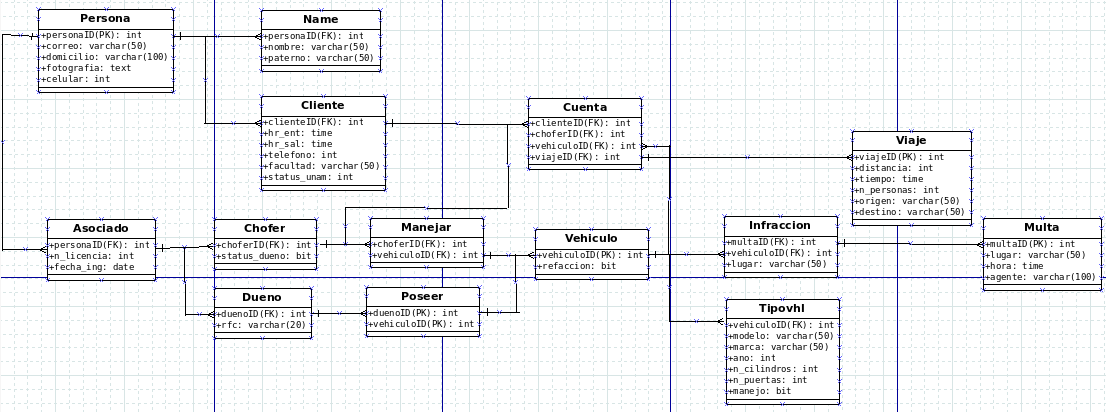 Persona
+personaID(PK): int
+correo: varchar(50)
+domicilio: varchar(100)
+fotografia: text
+celular: int
Name
+personaID(FK): int
+nombre: varchar(50)
+paterno: varchar(50)
Cliente
+clienteID(FK): int
+hr_ent: time
+hr_sal: time
+telefono: int
+facultad: varchar(50)
+status_unam: int
Cuenta
+clienteID(FK): int
+choferID(FK): int
+vehiculoID(FK): int
+viajeID(FK): int
Viaje
+viajeID(PK): int
+distancia: int
+tiempo: time
+n_personas: int
+origen: varchar(50)
+destino: varchar(50)
Asociado
+personaID(FK): int
+n_licencia: int
+fecha_ing: date
Chofer
+choferID(FK): int
+status_dueno: bit
Manejar
+choferID(FK): int
+vehiculoID(FK): int
Vehiculo
+vehiculoID(PK): int
+refaccion: bit
Infraccion
+multaID(FK): int
+vehiculoID(FK): int
+lugar: varchar(50)
Multa
+multaID(PK): int
+lugar: varchar(50)
+hora: time
+agente: varchar(100)
Dueno
+duenoID(FK): int
+rfc: varchar(20)
Poseer
+duenoID(PK): int
+vehiculoID(PK): int
Tipovhl
+vehiculoID(FK): int
+modelo: varchar(50)
+marca: varchar(50)
+ano: int
+n_cilindros: int
+n_puertas: int
+manejo: bit